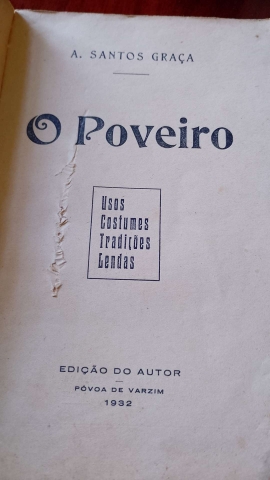 A. SANTOS GRAÇA
O Poveiro
Usos
Costumes
Tradições
Lendas
EDIÇÃO DO AUTOR
PÓVOA DE VARZIM
1932